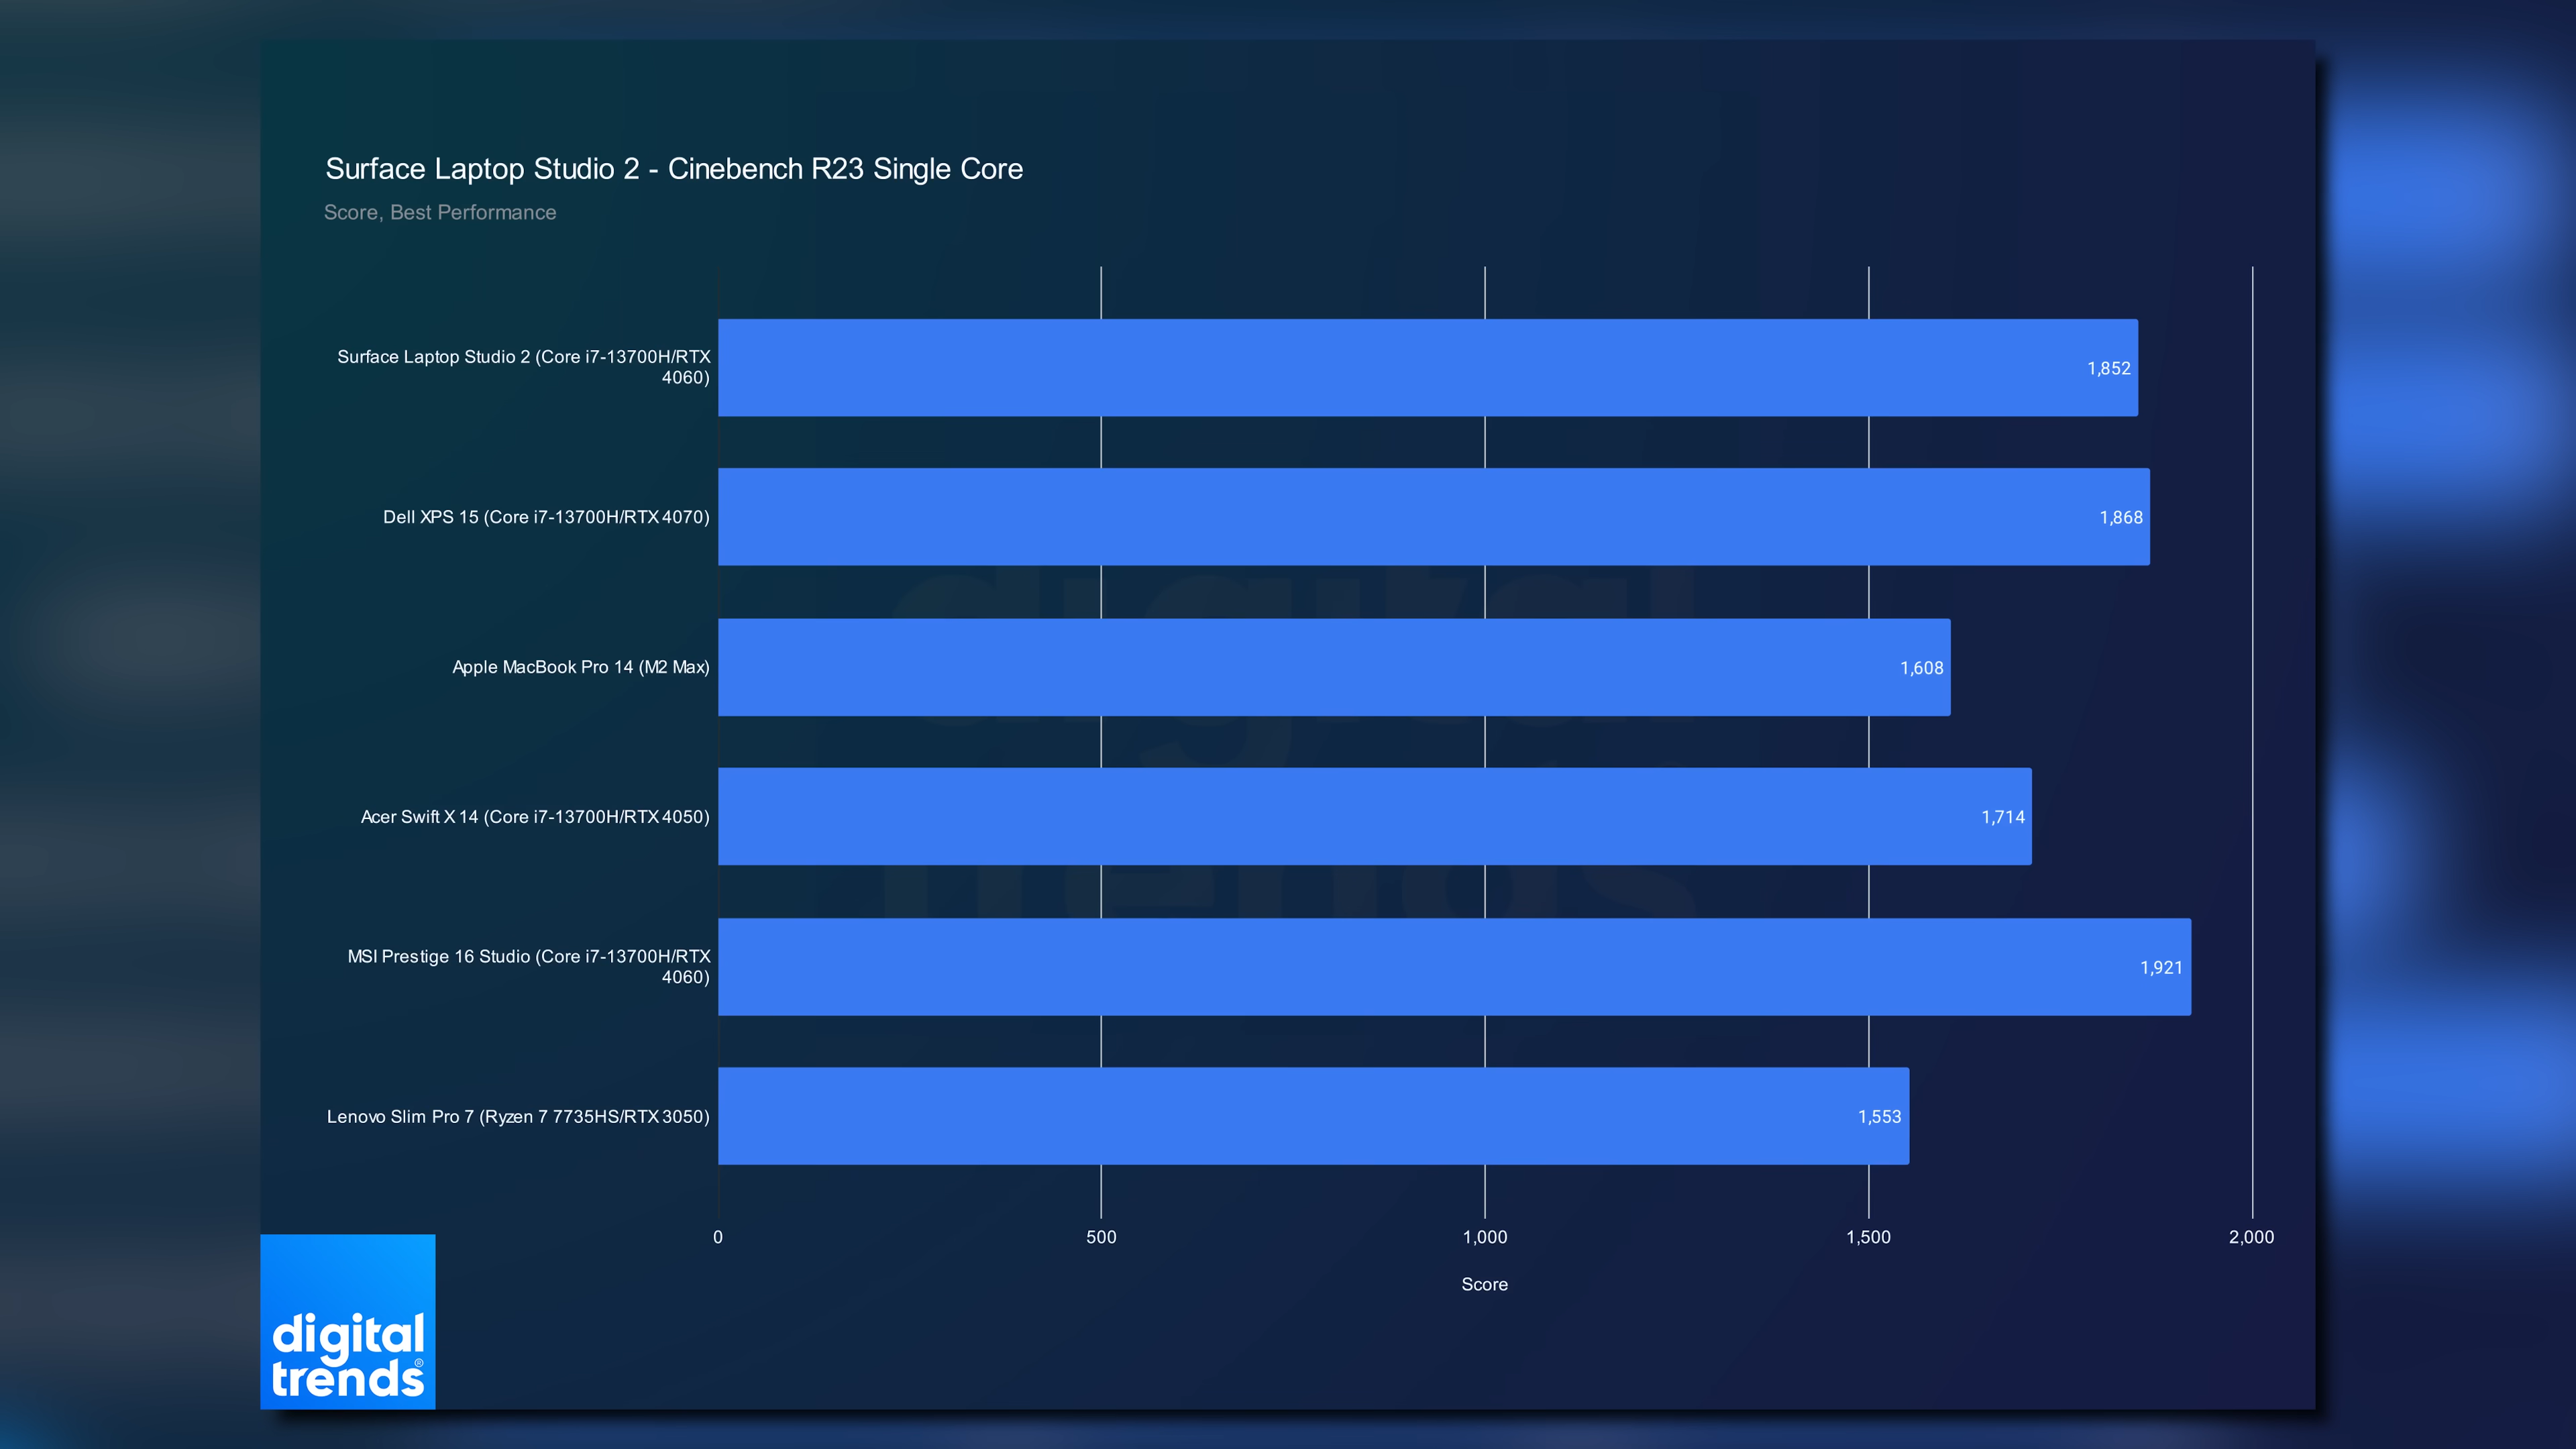 Surface Laptop Studio 2 - Cinebench R23 Single Core
Score, Best Performance
Surface Laptop Studio 2 (Core i7-13700H/RTX
4060)
1,852
Dell XPS 15 (Core i7-13700H/RTX 4070)
1,868
Apple MacBook Pro 14 (M2 Max)
1,608
Acer Swift X 14 (Core i7-13700H/RTX 4050)
1,714
MSI Prestige 16 Studio (Core i7-13700H/RTX
4060)
1,921
Lenovo Slim Pro 7 (Ryzen 7 7735HS/RTX 3050)
1,553
0 500 1,000 1,500 2,000
Score
digital
trends®